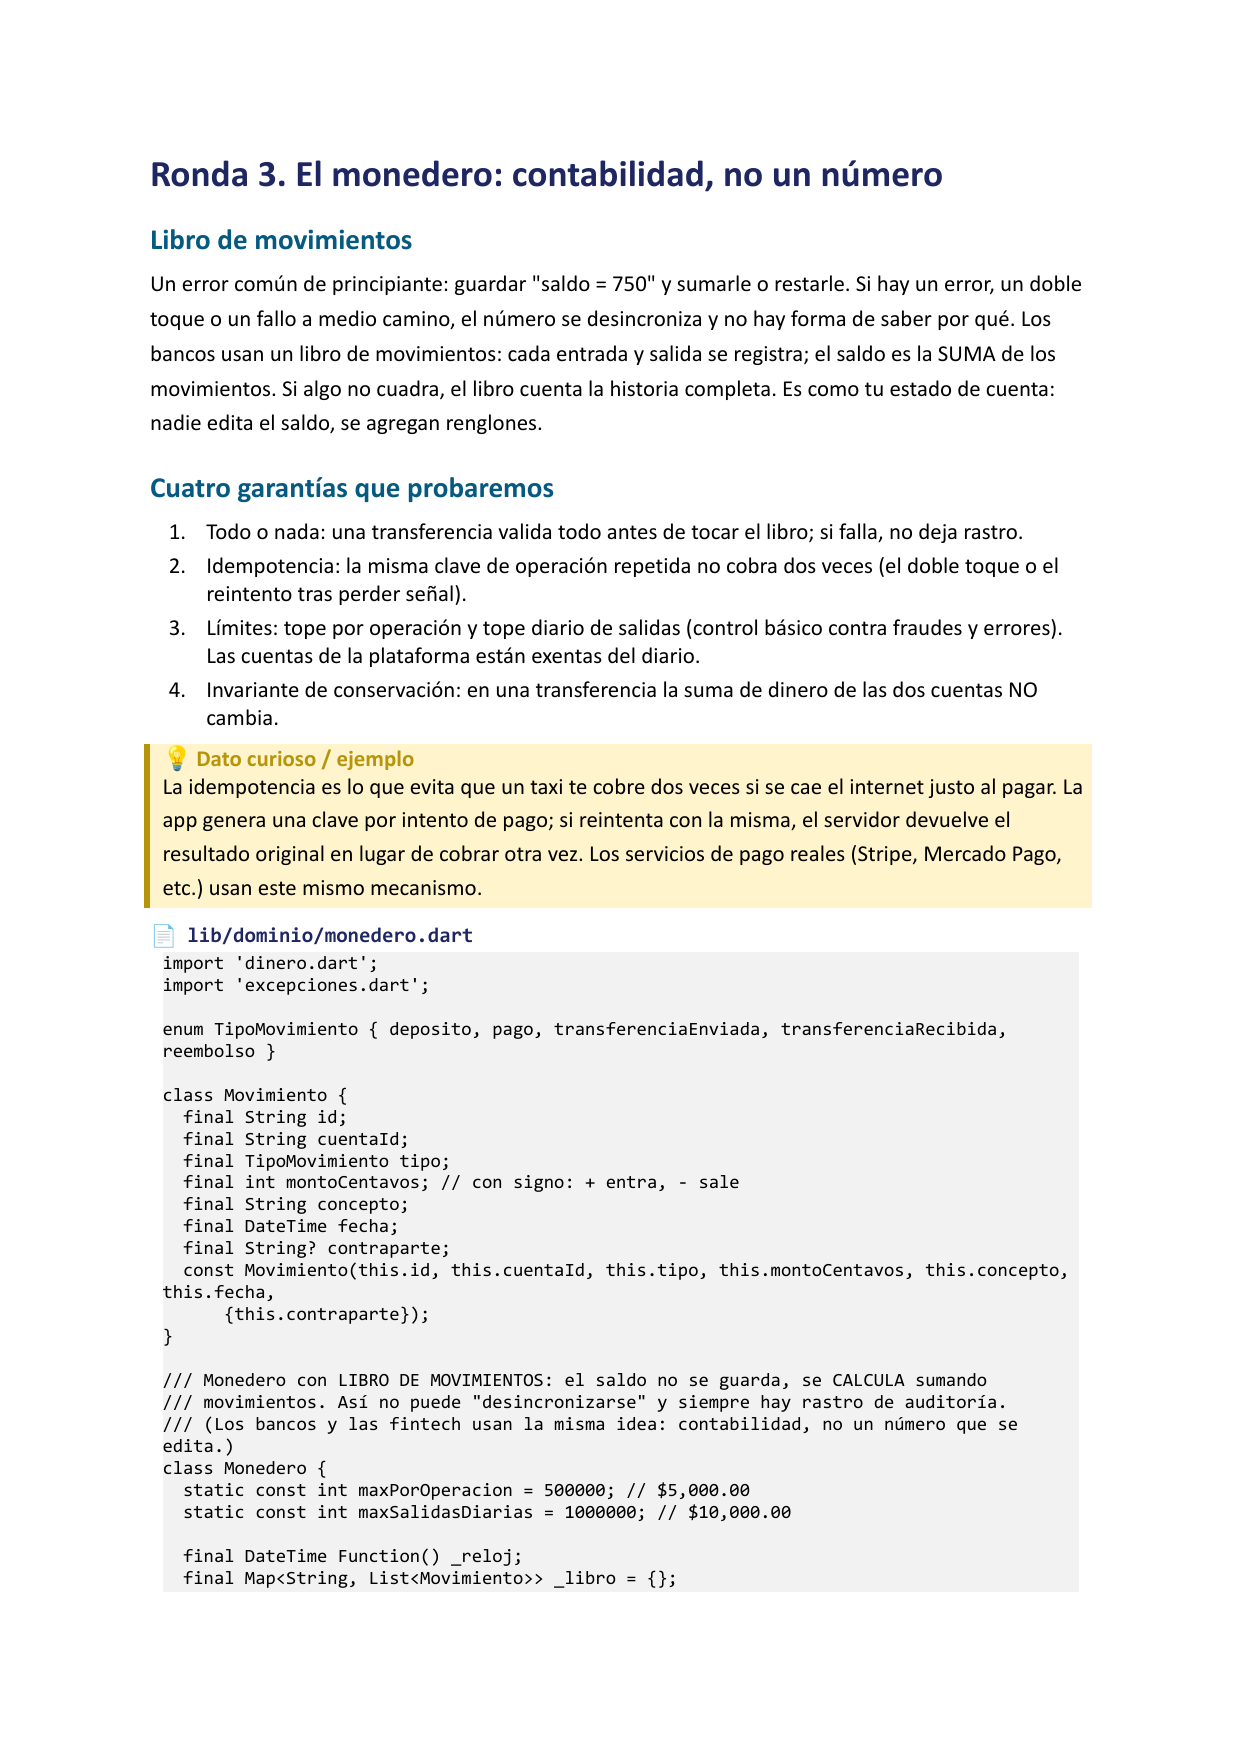 Ronda 3. El monedero: contabilidad, no un número
Libro de movimientos
Un error común de principiante: guardar "saldo = 750" y sumarle o restarle. Si hay un error, un doble
toque o un fallo a medio camino, el número se desincroniza y no hay forma de saber por qué. Los
bancos usan un libro de movimientos: cada entrada y salida se registra; el saldo es la SUMA de los
movimientos. Si algo no cuadra, el libro cuenta la historia completa. Es como tu estado de cuenta:
nadie edita el saldo, se agregan renglones.
Cuatro garantías que probaremos
1. Todo o nada: una transferencia valida todo antes de tocar el libro; si falla, no deja rastro.
2. Idempotencia: la misma clave de operación repetida no cobra dos veces (el doble toque o el
reintento tras perder señal).
3. Límites: tope por operación y tope diario de salidas (control básico contra fraudes y errores).
Las cuentas de la plataforma están exentas del diario.
4. Invariante de conservación: en una transferencia la suma de dinero de las dos cuentas NO
cambia.
💡 Dato curioso / ejemplo
La idempotencia es lo que evita que un taxi te cobre dos veces si se cae el internet justo al pagar. La
app genera una clave por intento de pago; si reintenta con la misma, el servidor devuelve el
resultado original en lugar de cobrar otra vez. Los servicios de pago reales (Stripe, Mercado Pago,
etc.) usan este mismo mecanismo.
📄 lib/dominio/monedero.dart
import 'dinero.dart';
import 'excepciones.dart';
enum TipoMovimiento { deposito, pago, transferenciaEnviada, transferenciaRecibida,
reembolso }
class Movimiento {
  final String id;
  final String cuentaId;
  final TipoMovimiento tipo;
  final int montoCentavos; // con signo: + entra, - sale
  final String concepto;
  final DateTime fecha;
  final String? contraparte;
  const Movimiento(this.id, this.cuentaId, this.tipo, this.montoCentavos, this.concepto,
this.fecha,
      {this.contraparte});
}
/// Monedero con LIBRO DE MOVIMIENTOS: el saldo no se guarda, se CALCULA sumando
/// movimientos. Así no puede "desincronizarse" y siempre hay rastro de auditoría.
/// (Los bancos y las fintech usan la misma idea: contabilidad, no un número que se
edita.)
class Monedero {
  static const int maxPorOperacion = 500000; // $5,000.00
  static const int maxSalidasDiarias = 1000000; // $10,000.00
  final DateTime Function() _reloj;
  final Map<String, List<Movimiento>> _libro = {};